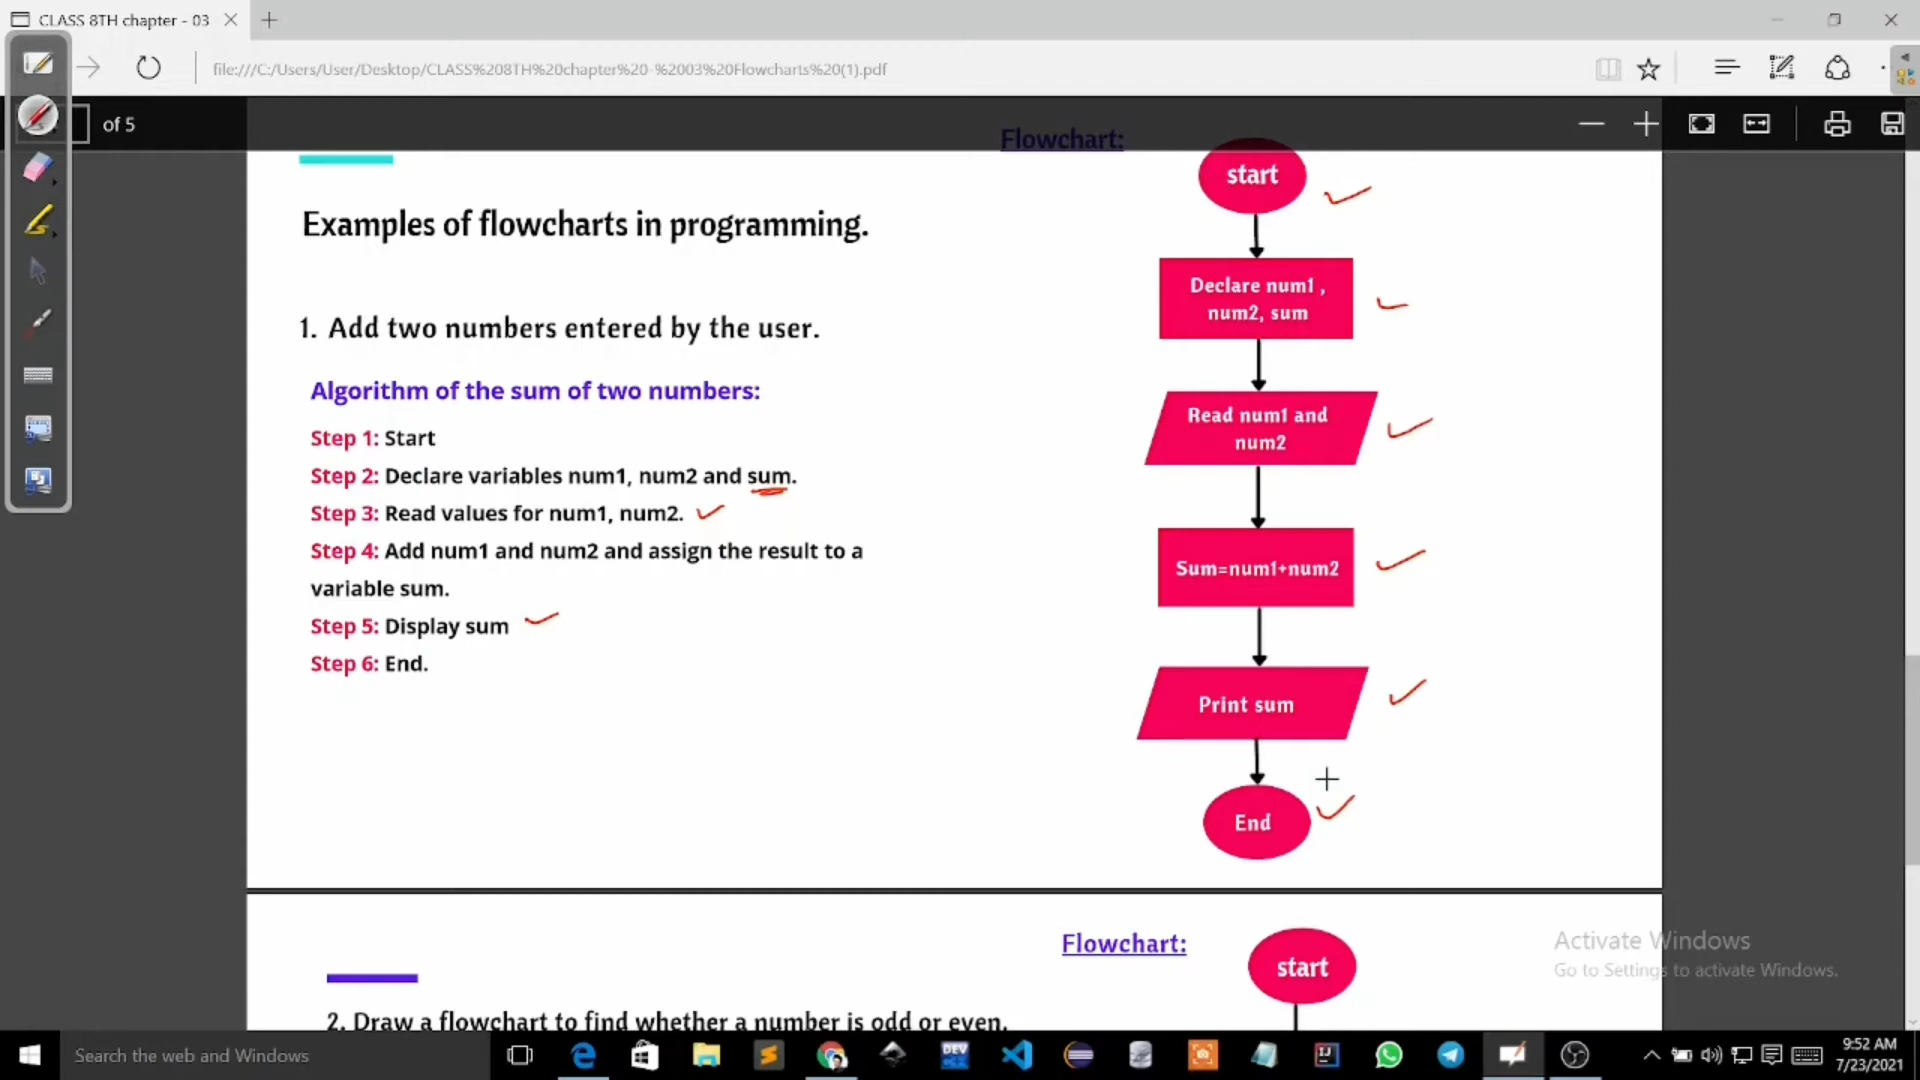 CLASS 8TH chapter - 03
file:///C:/Users/User/Desktop/CLASS%208TH%20chapter%20-%2003%20Flowcharts%20(1).pdf
of 5
Flowchart:
start
Examples of flowcharts in programming.
Declare num1 ,
num2, sum
1. Add two numbers entered by the user.
Algorithm of the sum of two numbers:
Read num1 and
num2
Step 1: Start
Step 2: Declare variables num1, num2 and sum.
Step 3: Read values for num1, num2.
Step 4: Add num1 and num2 and assign the result to a
variable sum.
Sum=num1+num2
Step 5: Display sum
Step 6: End.
Print sum
End
Flowchart:
start
Activate Windows
Go to Settings to activate Windows.
2. Draw a flowchart to find whether a number is odd or even.
Search the web and Windows
DEV
9:52 AM
7/23/2021